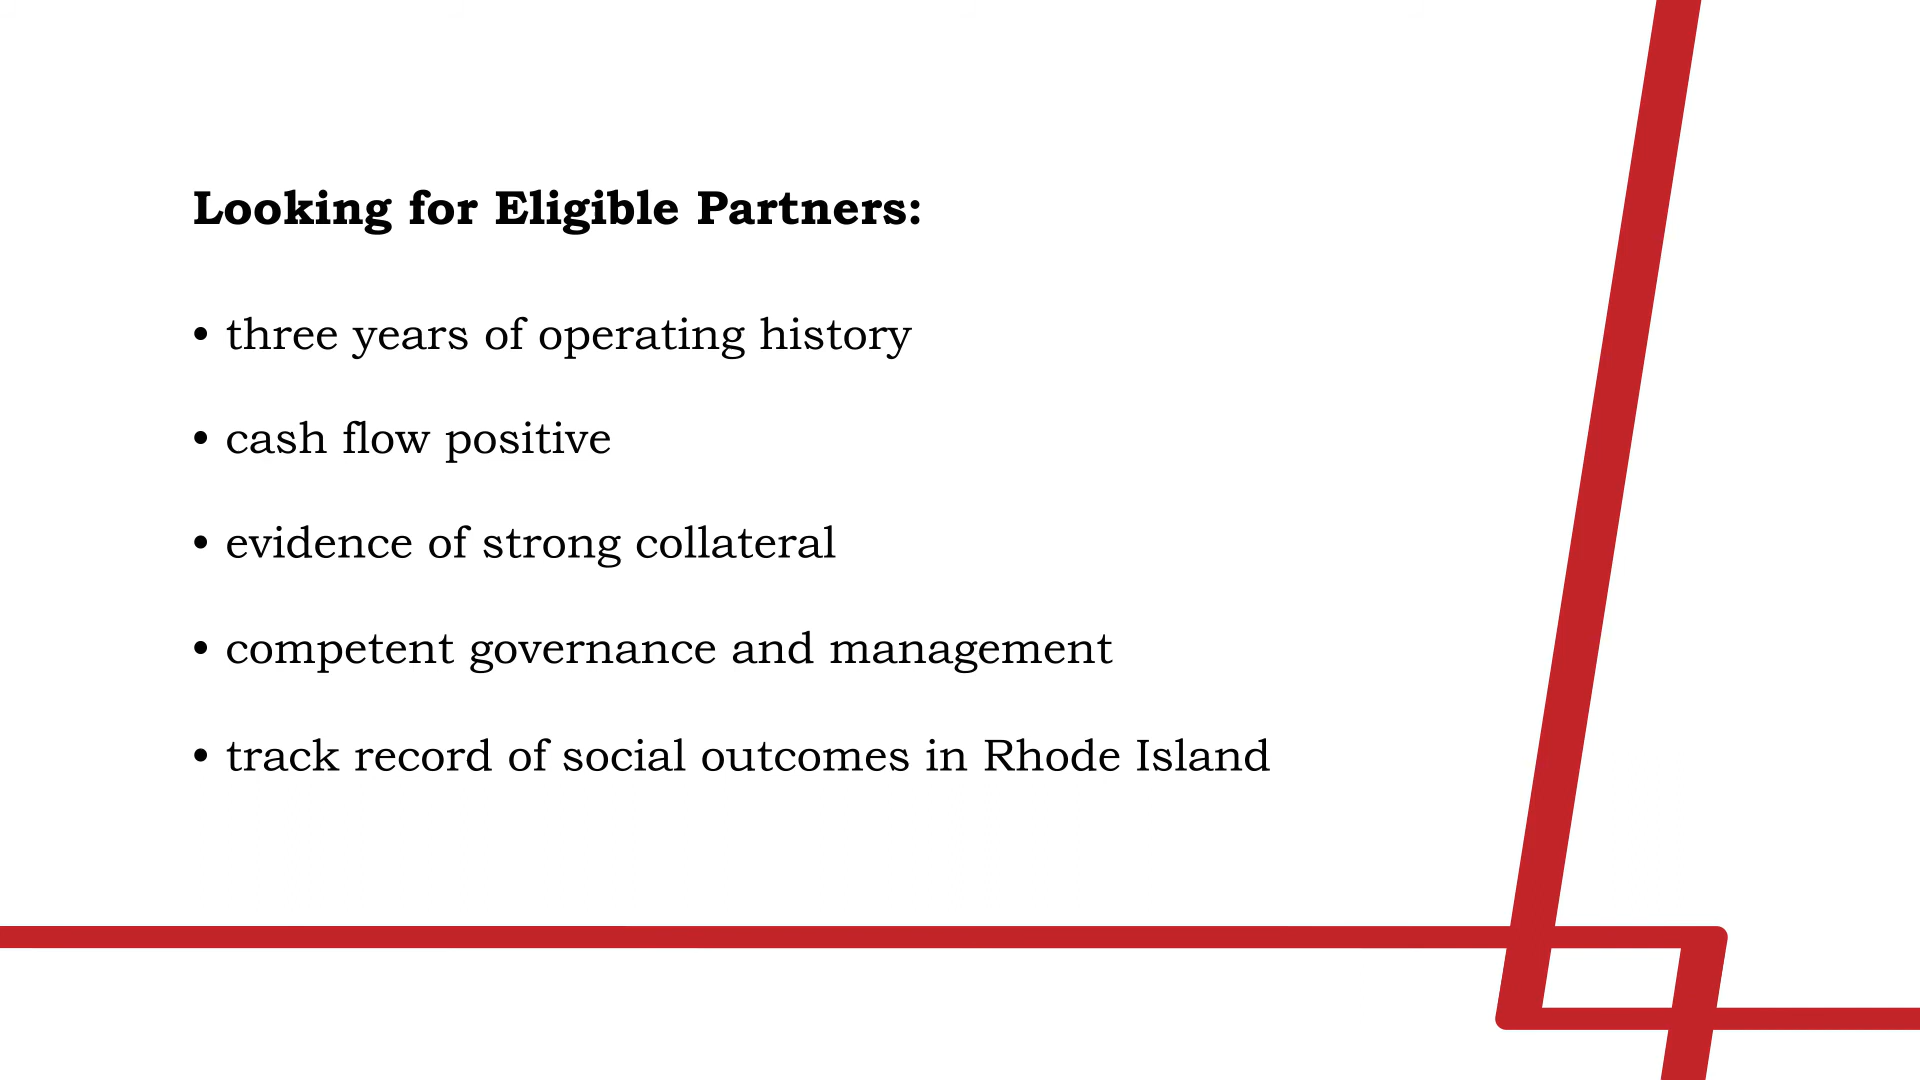 Looking for Eligible Partners:
• three years of operating history
• cash flow positive
• evidence of strong collateral
• competent governance and management
• track record of social outcomes in Rhode Island